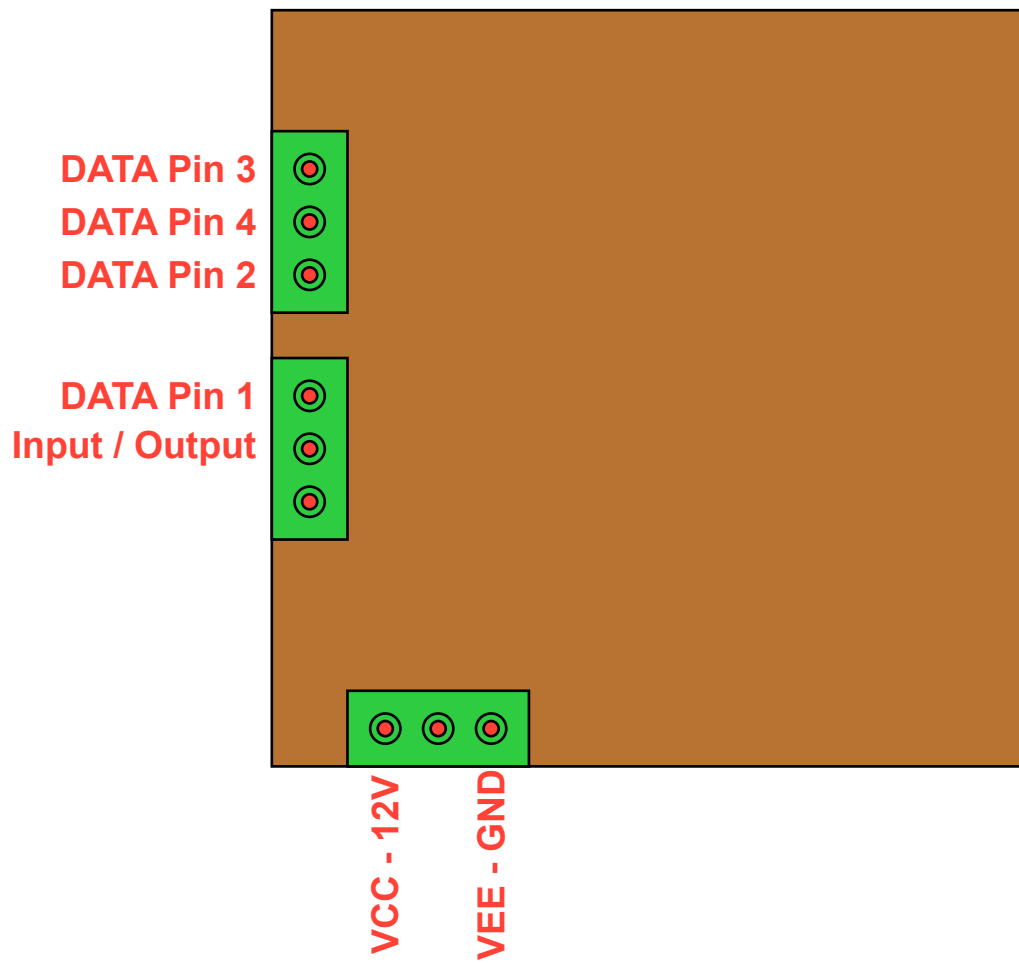 DATA Pin 3
DATA Pin 4
DATA Pin 2
DATA Pin 1
Input / Output
VCC - 12V
VEE - GND